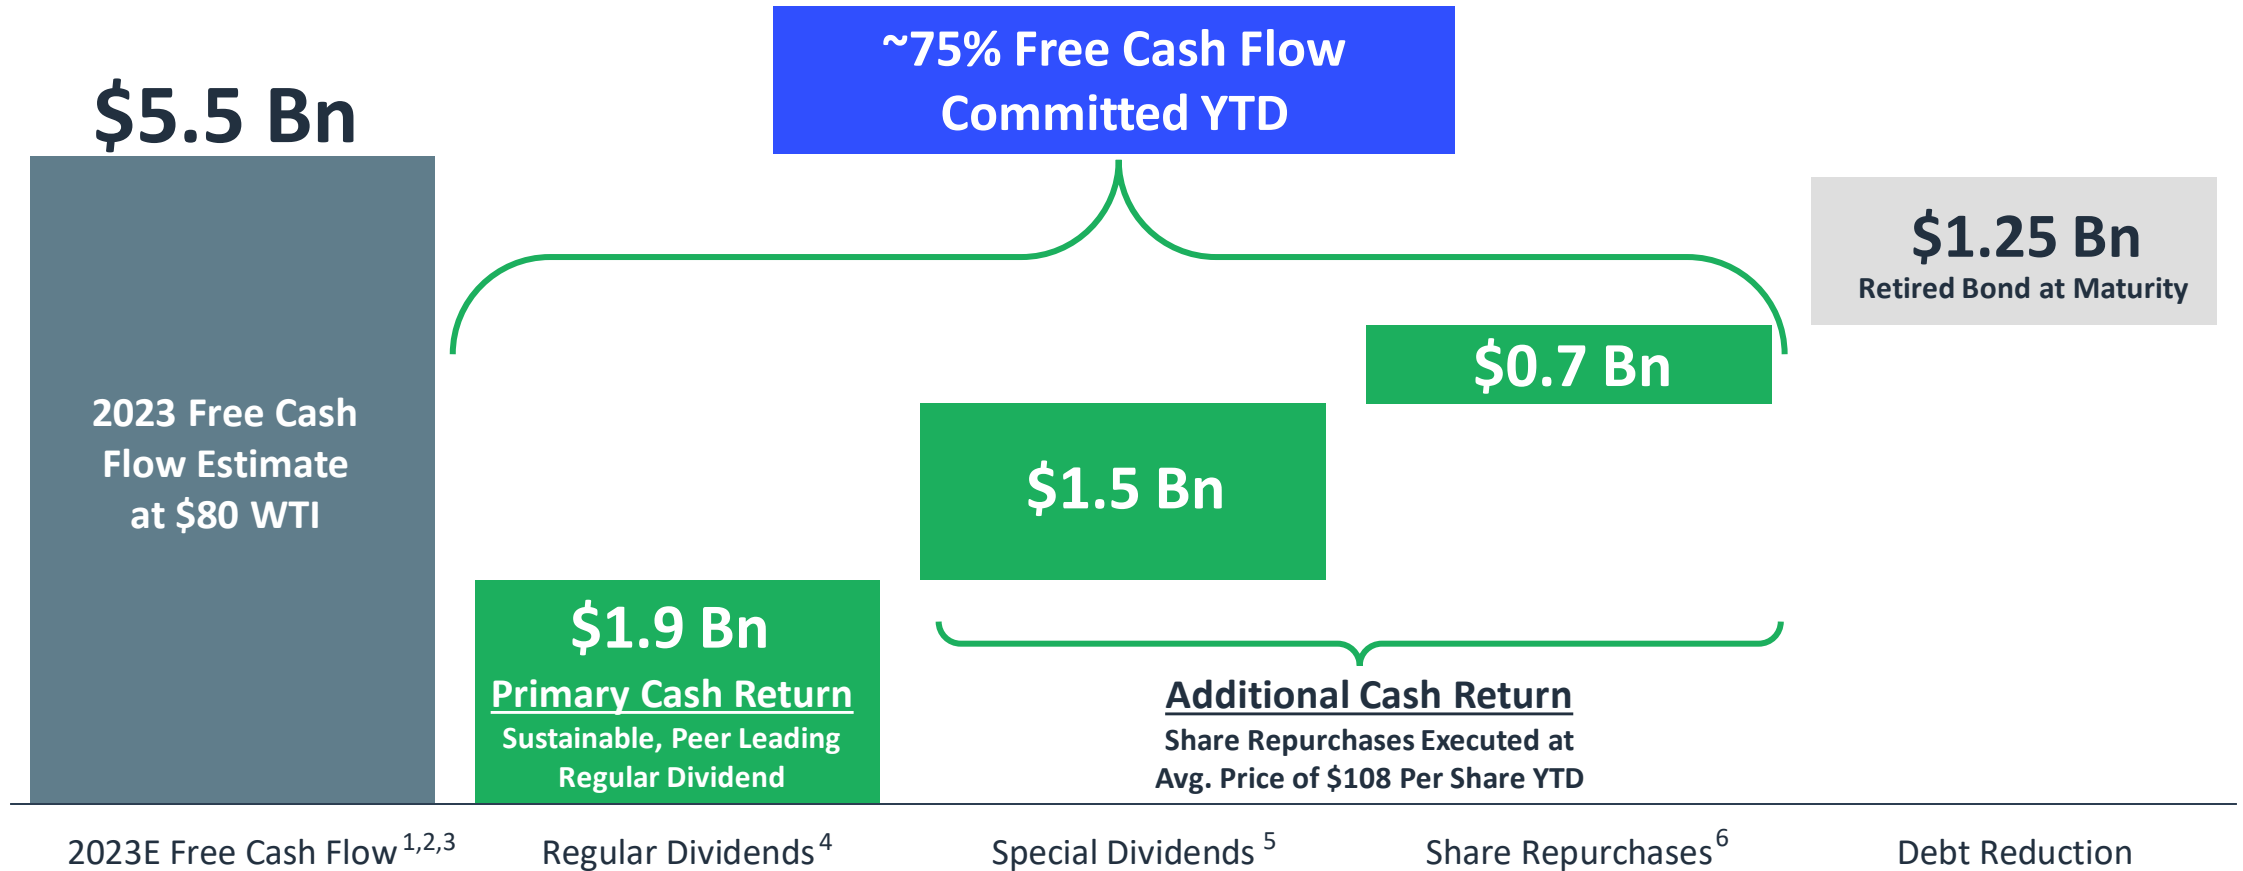 ~75% Free Cash Flow
Committed YTD
$5.5 Bn
2023 Free Cash
Flow Estimate
at $80 WTI
$1.9 Bn
Primary Cash Return
Sustainable, Peer Leading
Regular Dividend
$1.5 Bn
$0.7 Bn
Additional Cash Return
Share Repurchases Executed at
Avg. Price of $108 Per Share YTD
$1.25 Bn
Retired Bond at Maturity
2023E Free Cash Flow 1,2,3
Regular Dividends 4
Special Dividends 5
Share Repurchases 6
Debt Reduction